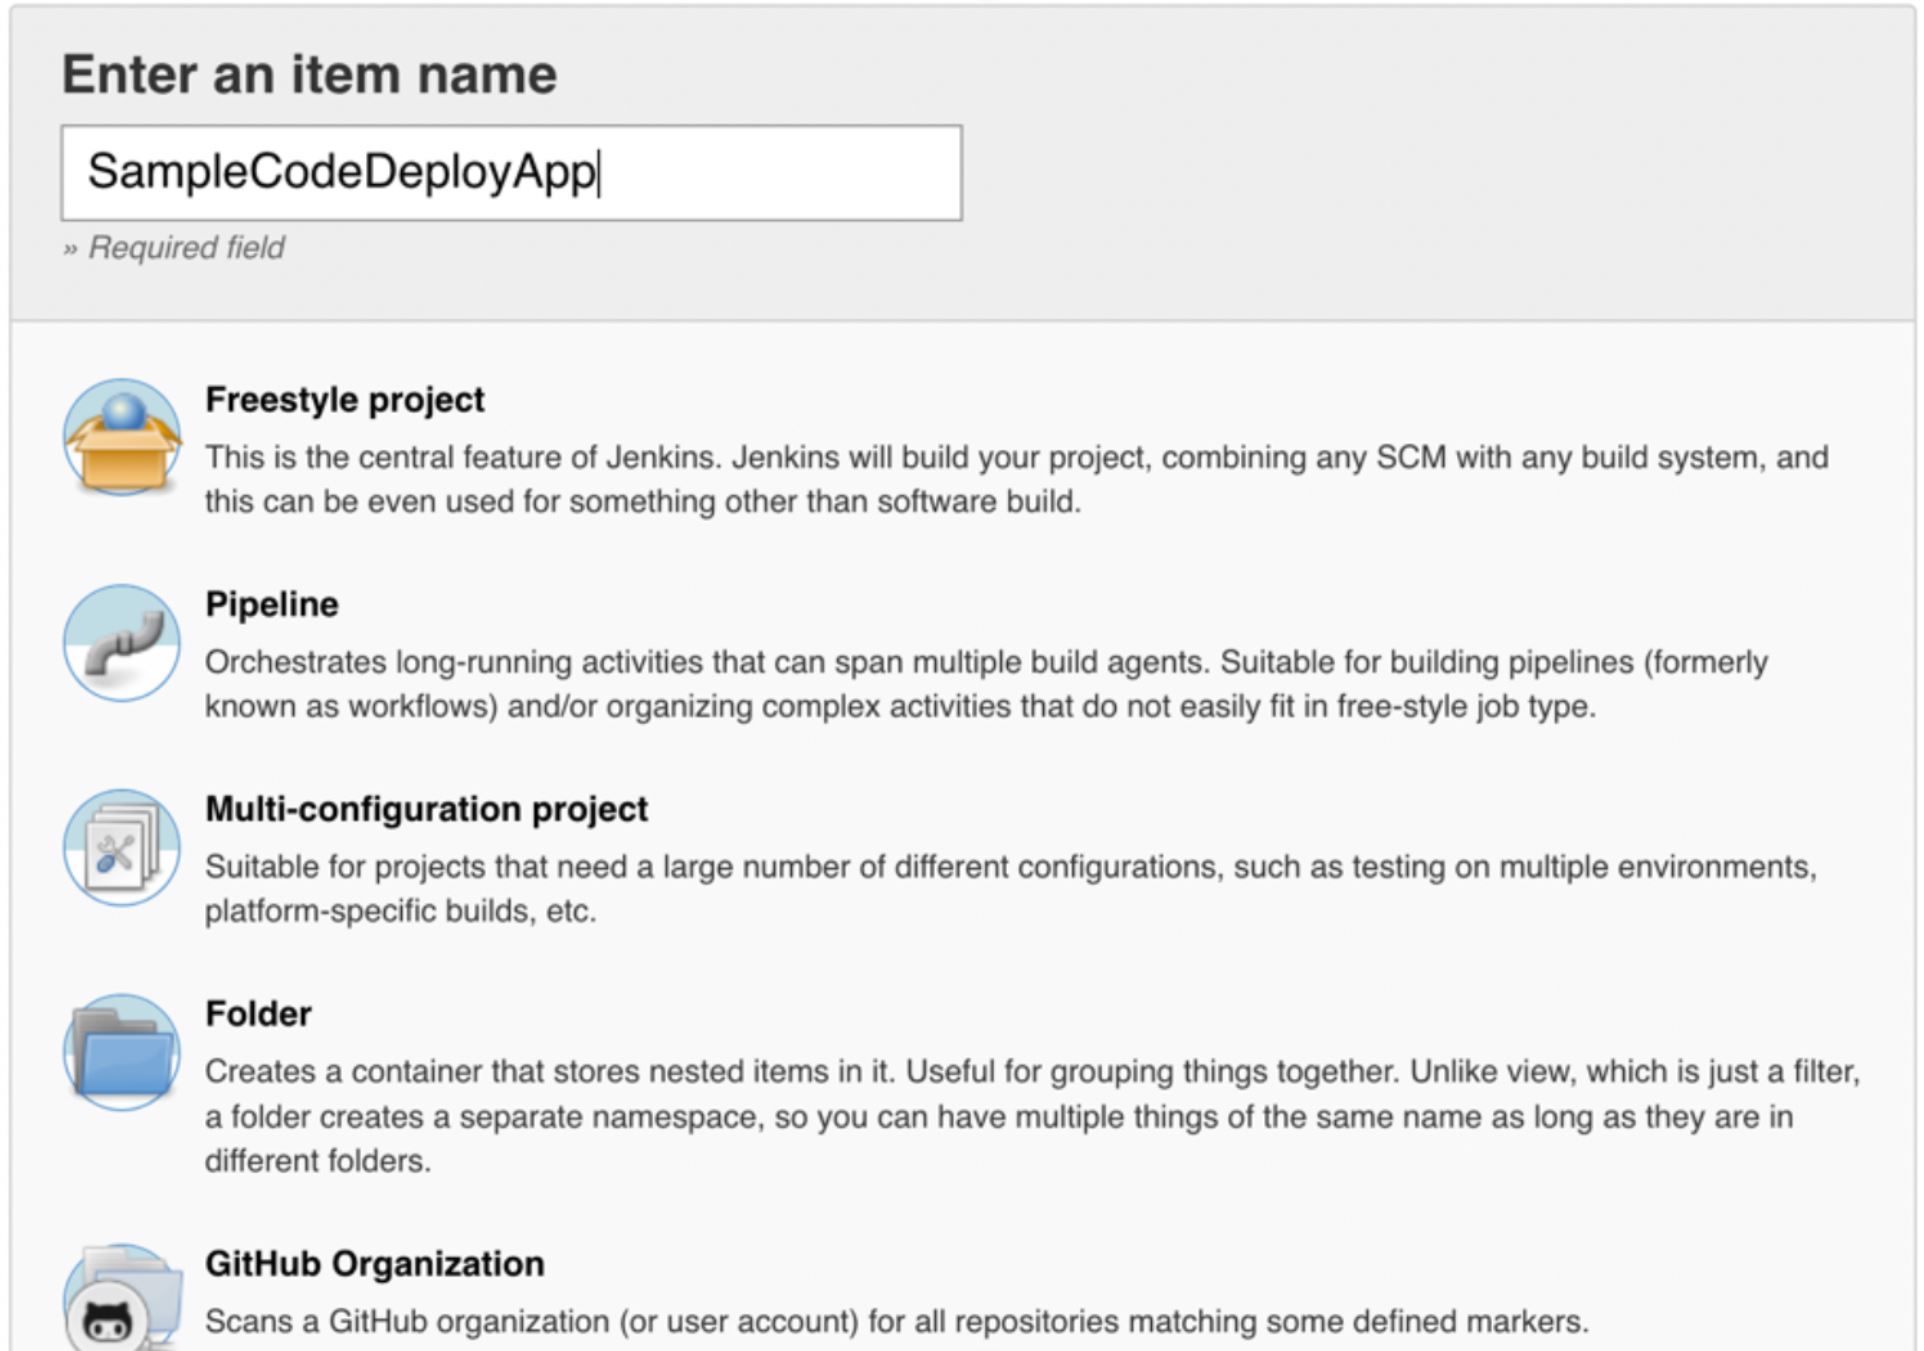 Enter an item name
SampleCodeDeployApp
» Required field
Freestyle project
This is the central feature of Jenkins. Jenkins will build your project, combining any SCM with any build system, and
this can be even used for something other than software build.
Pipeline
Orchestrates long-running activities that can span multiple build agents. Suitable for building pipelines (formerly
known as workflows) and/or organizing complex activities that do not easily fit in free-style job type.
Multi-configuration project
Suitable for projects that need a large number of different configurations, such as testing on multiple environments,
platform-specific builds, etc.
Folder
Creates a container that stores nested items in it. Useful for grouping things together. Unlike view, which is just a filter,
a folder creates a separate namespace, so you can have multiple things of the same name as long as they are in
different folders.
GitHub Organization
Scans a GitHub organization (or user account) for all repositories matching some defined markers.